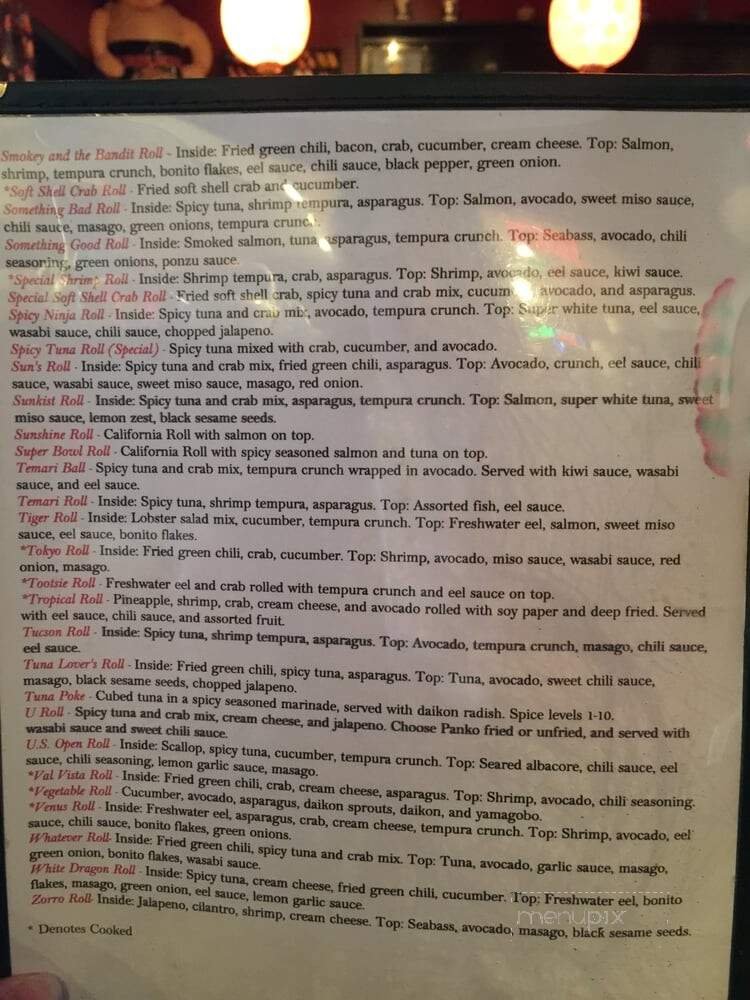 Smokey and the Bandit Roll - Inside: Fried green chili, bacon, crab, cucumber, cream cheese. Top: Salmon,
shrimp, tempura crunch, bonito flakes, eel sauce, chili sauce, black pepper, green onion.
*Soft Shell Crab Roll - Fried soft shell crab and cucumber.
Something Bad Roll - Inside: Spicy tuna, shrimp tempura, asparagus. Top: Salmon, avocado, sweet miso sauce,
chili sauce, masago, green onions, tempura crunch.
Something Good Roll - Inside: Smoked salmon, tuna, asparagus, tempura crunch. Top: Seabass, avocado, chili
seasoning, green onions, ponzu sauce.
*Special Shrimp Roll - Inside: Shrimp tempura, crab, asparagus. Top: Shrimp, avocado, eel sauce, kiwi sauce.
Special Soft Shell Crab Roll - Fried soft shell crab, spicy tuna and crab mix, cucum avocado, and asparagus.
Spicy Ninja Roll - Inside: Spicy tuna and crab mix, avocado, tempura crunch. Top: Super white tuna, eel sauce,
wasabi sauce, chili sauce, chopped jalapeno.
Spicy Tuna Roll (Special) - Spicy tuna mixed with crab, cucumber, and avocado.
Sun's Roll - Inside: Spicy tuna and crab mix, fried green chili, asparagus. Top: Avocado, crunch, eel sauce, chili
sauce, wasabi sauce, sweet miso sauce, masago, red onion.
Sunkist Roll - Inside: Spicy tuna and crab mix, asparagus, tempura crunch. Top: Salmon, super white tuna, sweet
miso sauce, lemon zest, black sesame seeds.
Sunshine Roll - California Roll with salmon on top.
Super Bowl Roll - California Roll with spicy seasoned salmon and tuna on top.
Temari Ball - Spicy tuna and crab mix, tempura crunch wrapped in avocado. Served with kiwi sauce, wasabi
sauce, and eel sauce.
Temari Roll - Inside: Spicy tuna, shrimp tempura, asparagus. Top: Assorted fish, eel sauce.
Tiger Roll - Inside: Lobster salad mix, cucumber, tempura crunch. Top: Freshwater eel, salmon, sweet miso
sauce, eel sauce, bonito flakes.
*Tokyo Roll - Inside: Fried green chili, crab, cucumber. Top: Shrimp, avocado, miso sauce, wasabi sauce, red
onion, masago.
*Tootsie Roll - Freshwater eel and crab rolled with tempura crunch and eel sauce on top.
*Tropical Roll - Pineapple, shrimp, crab, cream cheese, and avocado rolled with soy paper and deep fried. Served
with eel sauce, chili sauce, and assorted fruit.
Tucson Roll - Inside: Spicy tuna, shrimp tempura, asparagus. Top: Avocado, tempura crunch, masago, chili sauce,
eel sauce.
Tuna Lover's Roll - Inside: Fried green chili, spicy tuna, asparagus. Top: Tuna, avocado, sweet chili sauce,
masago, black sesame seeds, chopped jalapeno.
Tuna Poke - Cubed tuna in a spicy seasoned marinade, served with daikon radish. Spice levels 1-10.
U Roll - Spicy tuna and crab mix, cream cheese, and jalapeno. Choose Panko fried or unfried, and served with
wasabi sauce and sweet chili sauce.
U.S. Open Roll - Inside: Scallop, spicy tuna, cucumber, tempura crunch. Top: Seared albacore, chili sauce, eel
sauce, chili seasoning, lemon garlic sauce, masago.
*Val Vista Roll - Inside: Fried green chili, crab, cream cheese, asparagus. Top: Shrimp, avocado, chili seasoning.
*Vegetable Roll - Cucumber, avocado, asparagus, daikon sprouts, daikon, and yamagobo.
*Venus Roll - Inside: Freshwater eel, asparagus, crab, cream cheese, tempura crunch. Top: Shrimp, avocado, eel
sauce, chili sauce, bonito flakes, green onions.
Whatever Roll- Inside: Fried green chili, spicy tuna and crab mix. Top: Tuna, avocado, garlic sauce, masago,
green onion, bonito flakes, wasabi sauce.
White Dragon Roll - Inside: Spicy tuna, cream cheese, fried green chili, cucumber. Top: Freshwater eel, bonito
flakes, masago, green onion, eel sauce, lemon garlic sauce.
Zorro Roll- Inside: Jalapeno, cilantro, shrimp, cream cheese. Top: Seabass, avocado, masago, black sesame seeds.
* Denotes Cooked
menupix